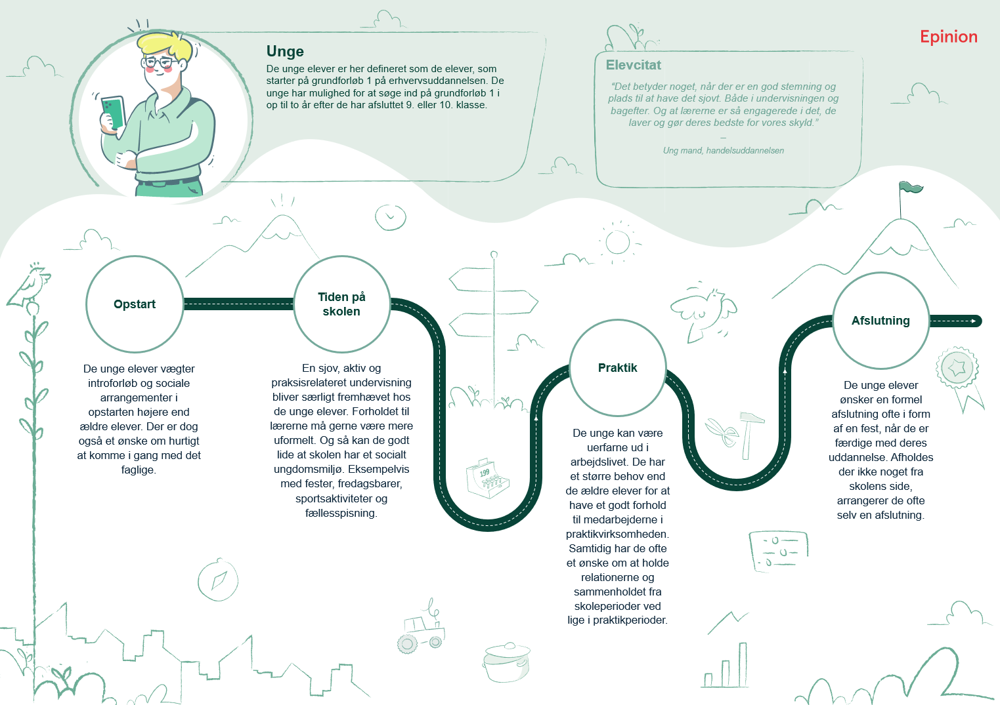 Unge
De unge elever er her defineret som de elever, som
starter på grundforløb 1 på erhvervsuddannelsen. De
unge har mulighed for at søge ind på grundforløb 1 i
op til to år efter de har afsluttet 9. eller 10. klasse.
Epinion
Elevcitat
“Det betyder noget, når der er en god stemning og
plads til at have det sjovt. Både i undervisningen og
bagefter. Og at lærerne er så engagerede i det, de
laver og gør deres bedste for vores skyld.”
–
Ung mand, handelsuddannelsen
Opstart
De unge elever vægter
introforløb og sociale
arrangementer i
opstarten højere end
ældre elever. Der er dog
også et ønske om hurtigt
at komme i gang med det
faglige.
Tiden på
skolen
En sjov, aktiv og
praksisrelateret undervisning
bliver særligt fremhævet hos
de unge elever. Forholdet til
lærerne må gerne være mere
uformelt. Og så kan de godt
lide at skolen har et socialt
ungdomsmiljø. Eksempelvis
med fester, fredagsbarer,
sportsaktiviteter og
fællesspisning.
199
Praktik
De unge kan være
uerfarne ud i
arbejdslivet. De har
et større behov end
de ældre elever for at
have et godt forhold
til medarbejderne i
praktikvirksomheden.
Samtidig har de ofte
et ønske om at holde
relationerne og
sammenholdet fra
skoleperioder ved
lige i praktikperioder.
Afslutning
De unge elever
ønsker en formel
afslutning ofte i form
af en fest, når de er
færdige med deres
uddannelse. Afholdes
der ikke noget fra
skolens side,
arrangerer de ofte
selv en afslutning.